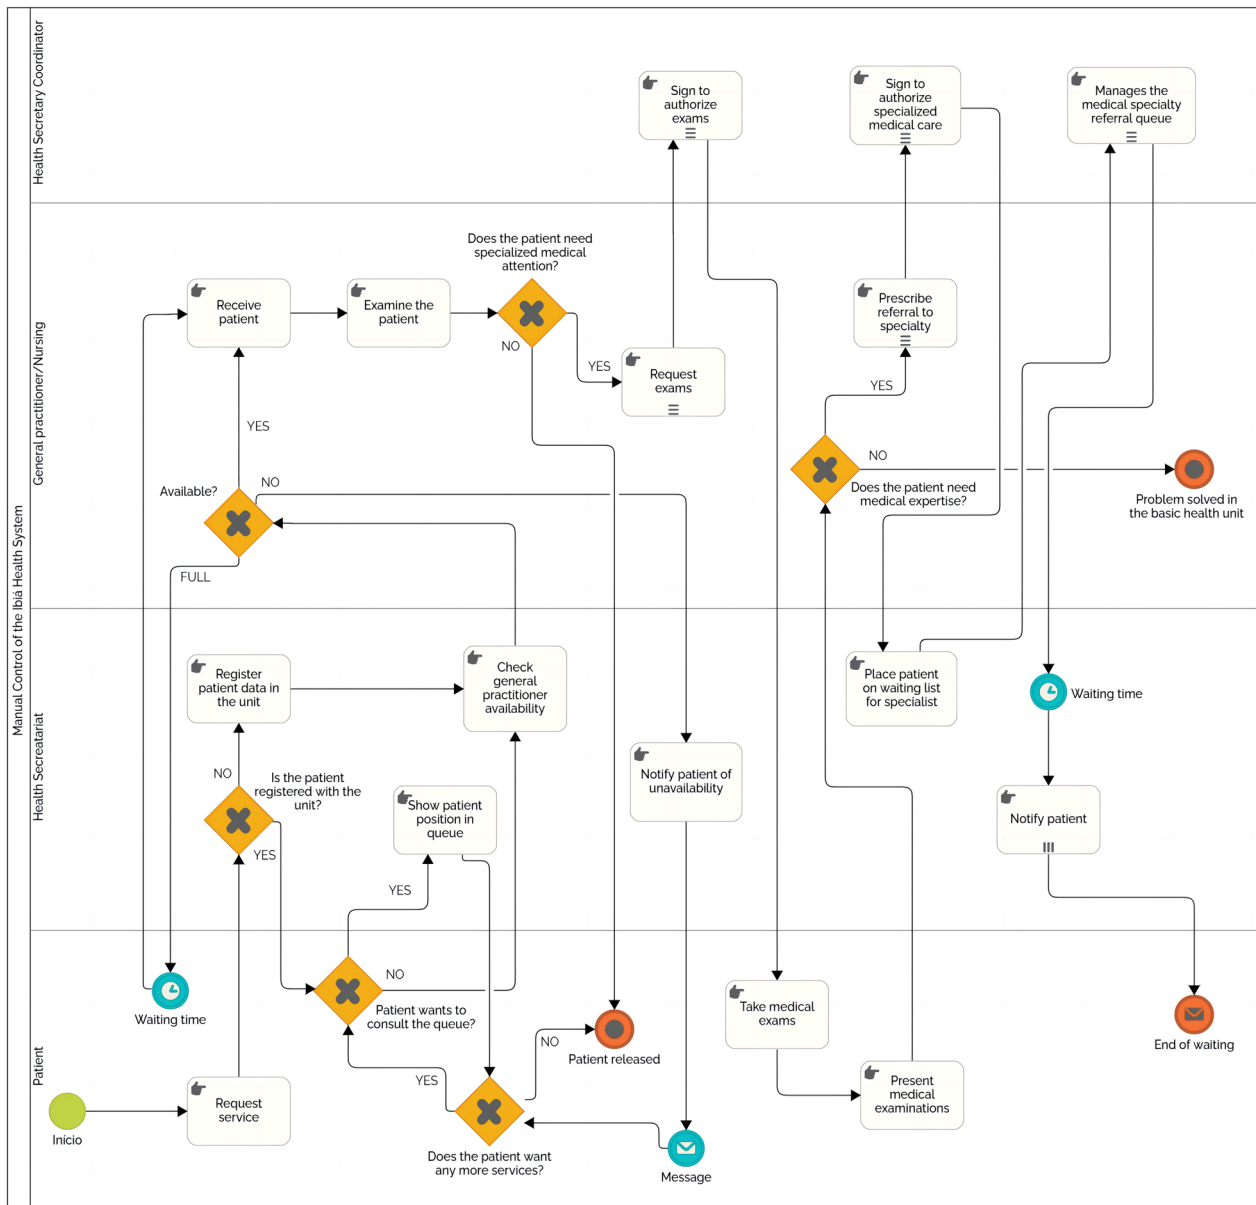 Manual Control of the Ibiá Health System
Health Secretary Coordinator
Sign to
authorize
exams
Sign to
authorize
specialized
medical care
Manages the
medical specialty
referral queue
General practitioner/Nursing
Does the patient need
specialized medical
attention?
Receive
patient
Examine the
patient
NO
YES
Request
exams
Prescribe
referral to
specialty
YES
YES
NO
Available?
NO
Does the patient need
medical expertise?
Problem solved in
the basic health unit
FULL
Health Secreatariat
Register
patient data in
the unit
Check
general
practitioner
availability
Place patient
on waiting list
for specialist
Waiting time
NO
Is the patient
registered with the
unit?
Notify patient of
unavailability
Show patient
position in
queue
Notify patient
YES
YES
Patient
NO
Waiting time
Patient wants to
consult the queue?
Take medical
exams
NO
Patient released
End of waiting
YES
Request
service
Present
medical
examinations
Início
Does the patient want
any more services?
Message